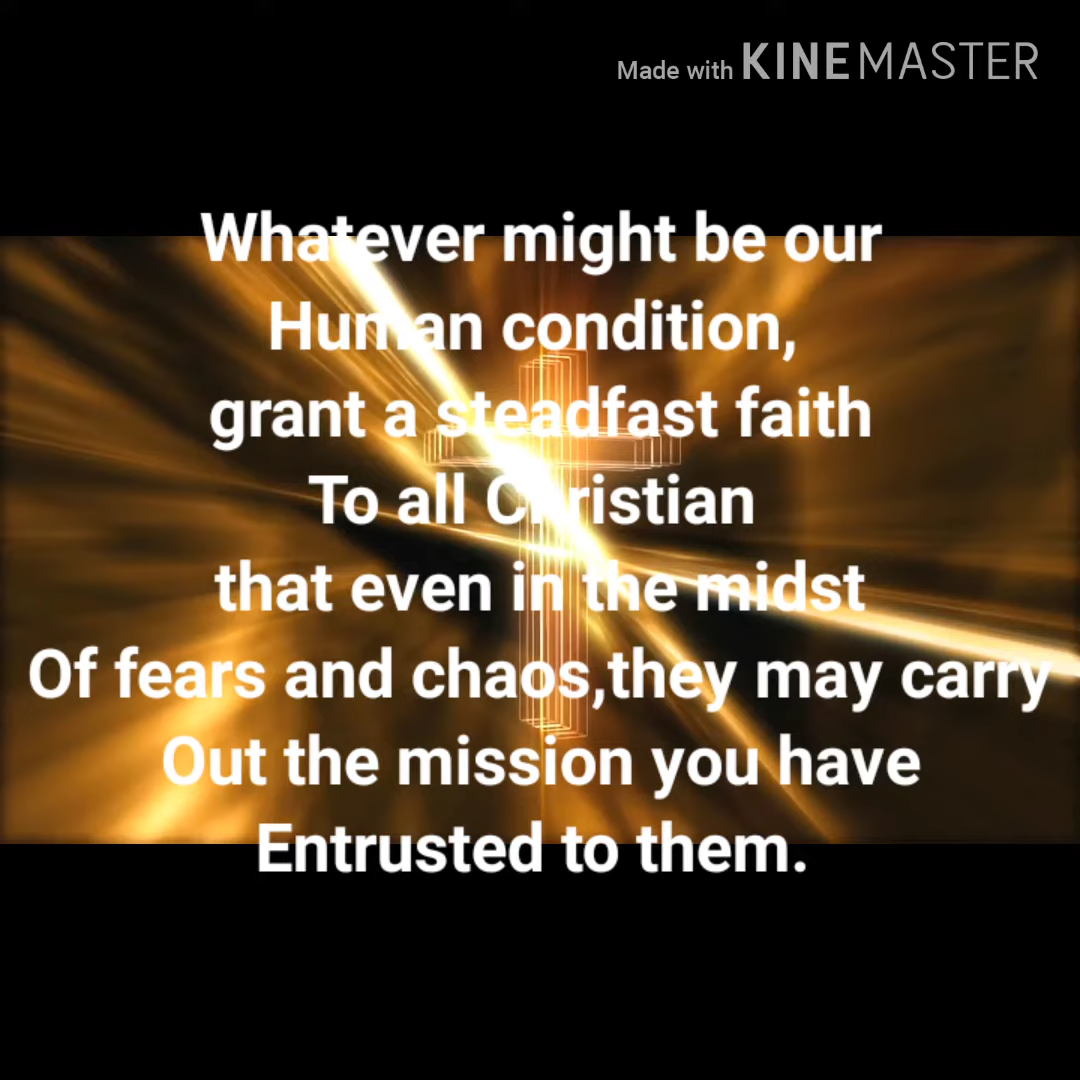 Made with KINEMASTER
Whatever might be our
Human condition,
grant a steadfast faith
To all Christian
that even in the midst
Of fears and chaos,they may carry
Out the mission you have
Entrusted to them.